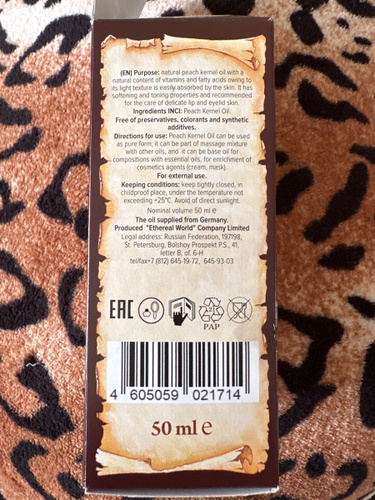 (EN) Purpose: natural peach kernel oil with a
natural content of vitamins and fatty acids owing to
its light texture is easily absorbed by the skin. It has
softening and toning properties and recommended
for the care of delicate lip and eyelid skin.
Ingredients INCI: Peach Kernel Oil.
Free of preservatives, colorants and synthetic
additives.
Directions for use: Peach Kernel Oil can be used
as pure form; it can be part of massage mixture
with other oils, and it can be base oil for
compositions with essential oils, for enrichment of
cosmetics agents (cream, mask).
For external use.
Keeping conditions: keep tightly closed, in
childproof place, under the temperature not
exceeding +25°C. Avoid of direct sunlight.
Nominal volume 50 ml ℮
The oil supplied from Germany.
Produced "Ethereal World" Company Limited
Legal address: Russian Federation, 197198,
St. Petersburg, Bolshoy Prospekt P.S., 41,
letter B, of. 6-H
tel/fax+7 (812) 645-19-72, 645-93-03
EAC
21
PAP
4 605059 021714
50 ml ℮